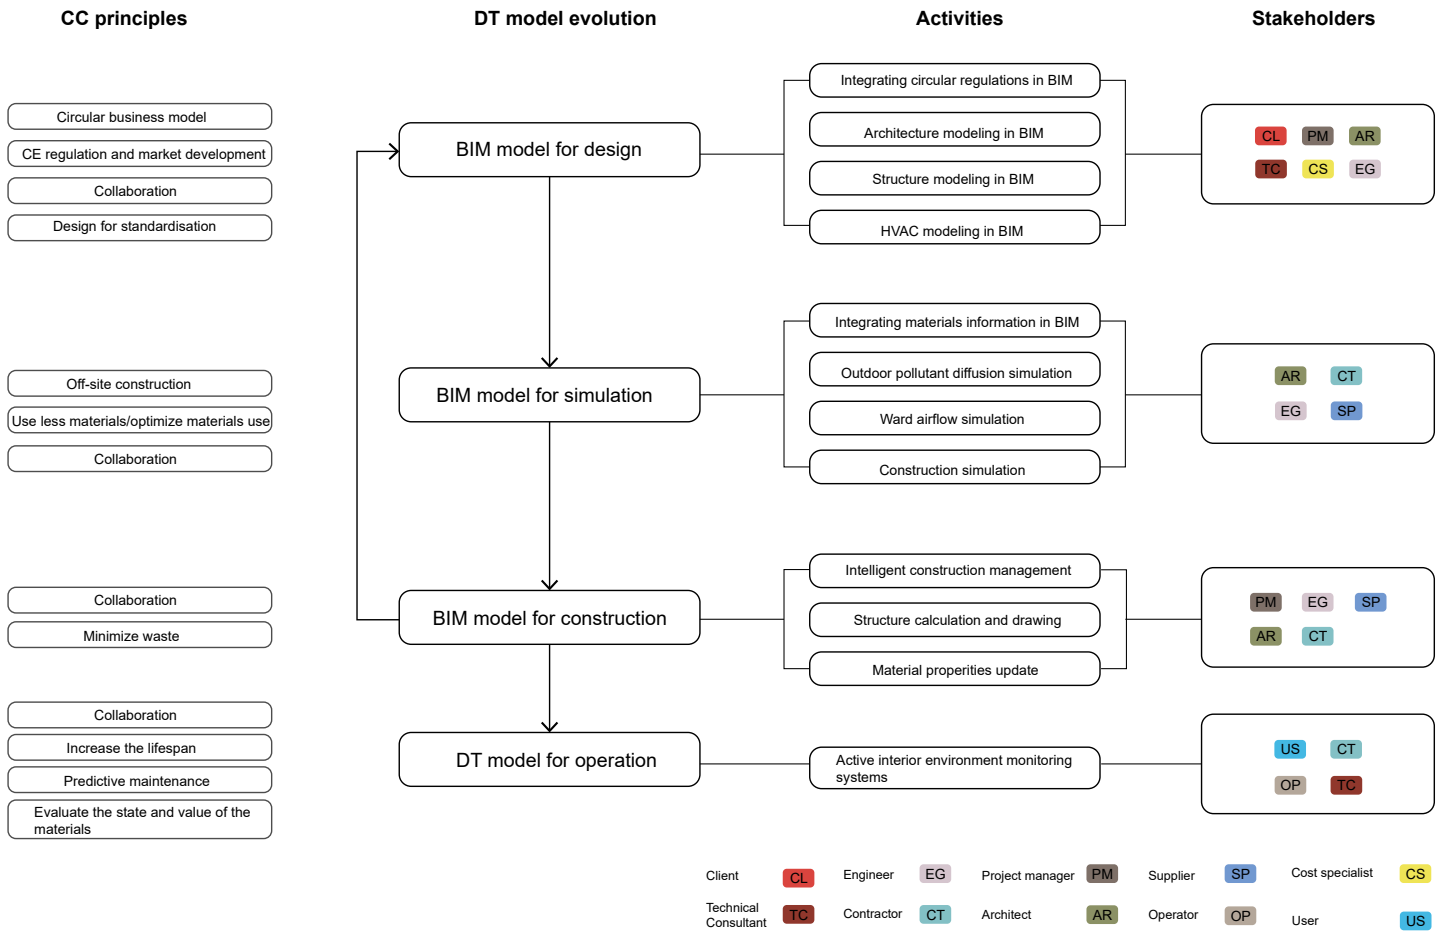 CC principles
DT model evolution
Activities
Stakeholders
Circular business model
CE regulation and market development
Collaboration
Design for standardisation
BIM model for design
Integrating circular regulations in BIM
Architecture modeling in BIM
Structure modeling in BIM
HVAC modeling in BIM
CL PM AR
TC CS EG
Off-site construction
Use less materials/optimize materials use
Collaboration
BIM model for simulation
Integrating materials information in BIM
Outdoor pollutant diffusion simulation
Ward airflow simulation
Construction simulation
AR CT
EG SP
Collaboration
Minimize waste
BIM model for construction
Intelligent construction management
Structure calculation and drawing
Material properities update
PM EG SP
AR CT
Collaboration
Increase the lifespan
Predictive maintenance
Evaluate the state and value of the
materials
DT model for operation
Active interior environment monitoring
systems
US CT
OP TC
Client CL Engineer EG Project manager PM Supplier SP Cost specialist CS
Technical
Consultant TC Contractor CT Architect AR Operator OP User US